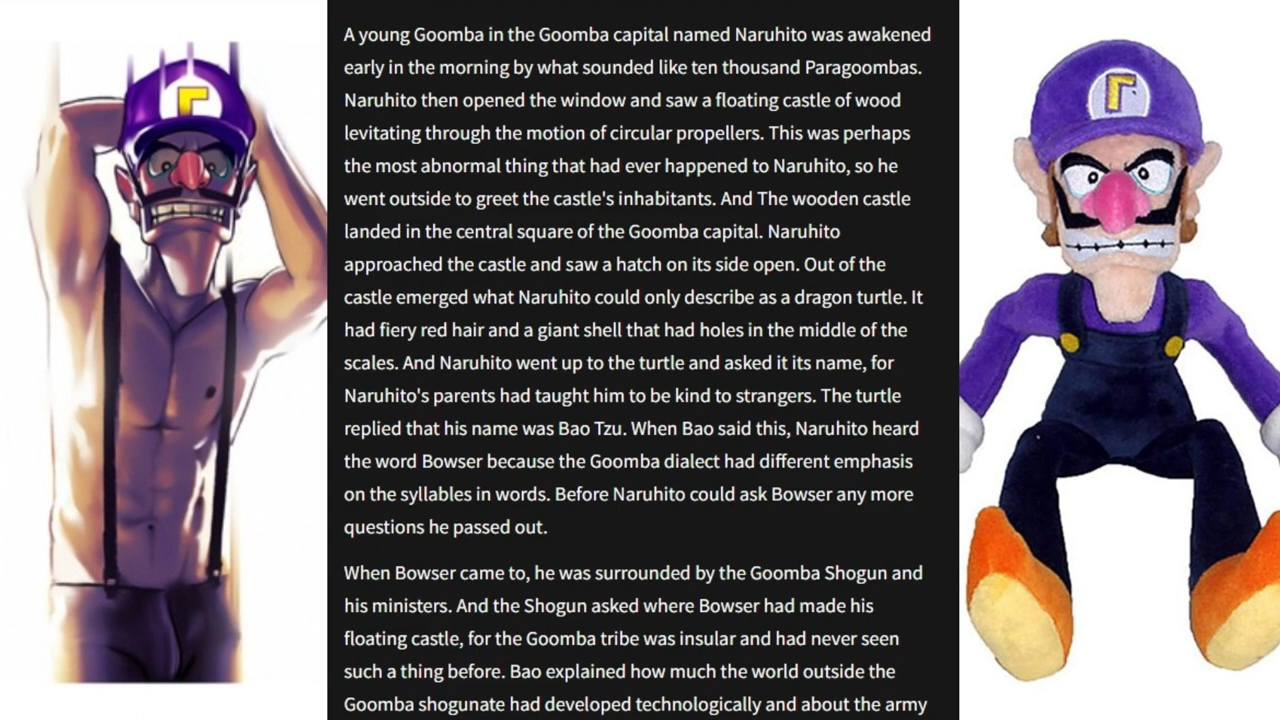 A young Goomba in the Goomba capital named Naruhito was awakened
early in the morning by what sounded like ten thousand Paragoombas.
Naruhito then opened the window and saw a floating castle of wood
levitating through the motion of circular propellers. This was perhaps
the most abnormal thing that had ever happened to Naruhito, so he
went outside to greet the castle's inhabitants. And The wooden castle
landed in the central square of the Goomba capital. Naruhito
approached the castle and saw a hatch on its side open. Out of the
castle emerged what Naruhito could only describe as a dragon turtle. It
had fiery red hair and a giant shell that had holes in the middle of the
scales. And Naruhito went up to the turtle and asked it its name, for
Naruhito's parents had taught him to be kind to strangers. The turtle
replied that his name was Bao Tzu. When Bao said this, Naruhito heard
the word Bowser because the Goomba dialect had different emphasis
on the syllables in words. Before Naruhito could ask Bowser any more
questions he passed out.
When Bowser came to, he was surrounded by the Goomba Shogun and
his ministers. And the Shogun asked where Bowser had made his
floating castle, for the Goomba tribe was insular and had never seen
such a thing before. Bao explained how much the world outside the
Goomba shogunate had developed technologically and about the army